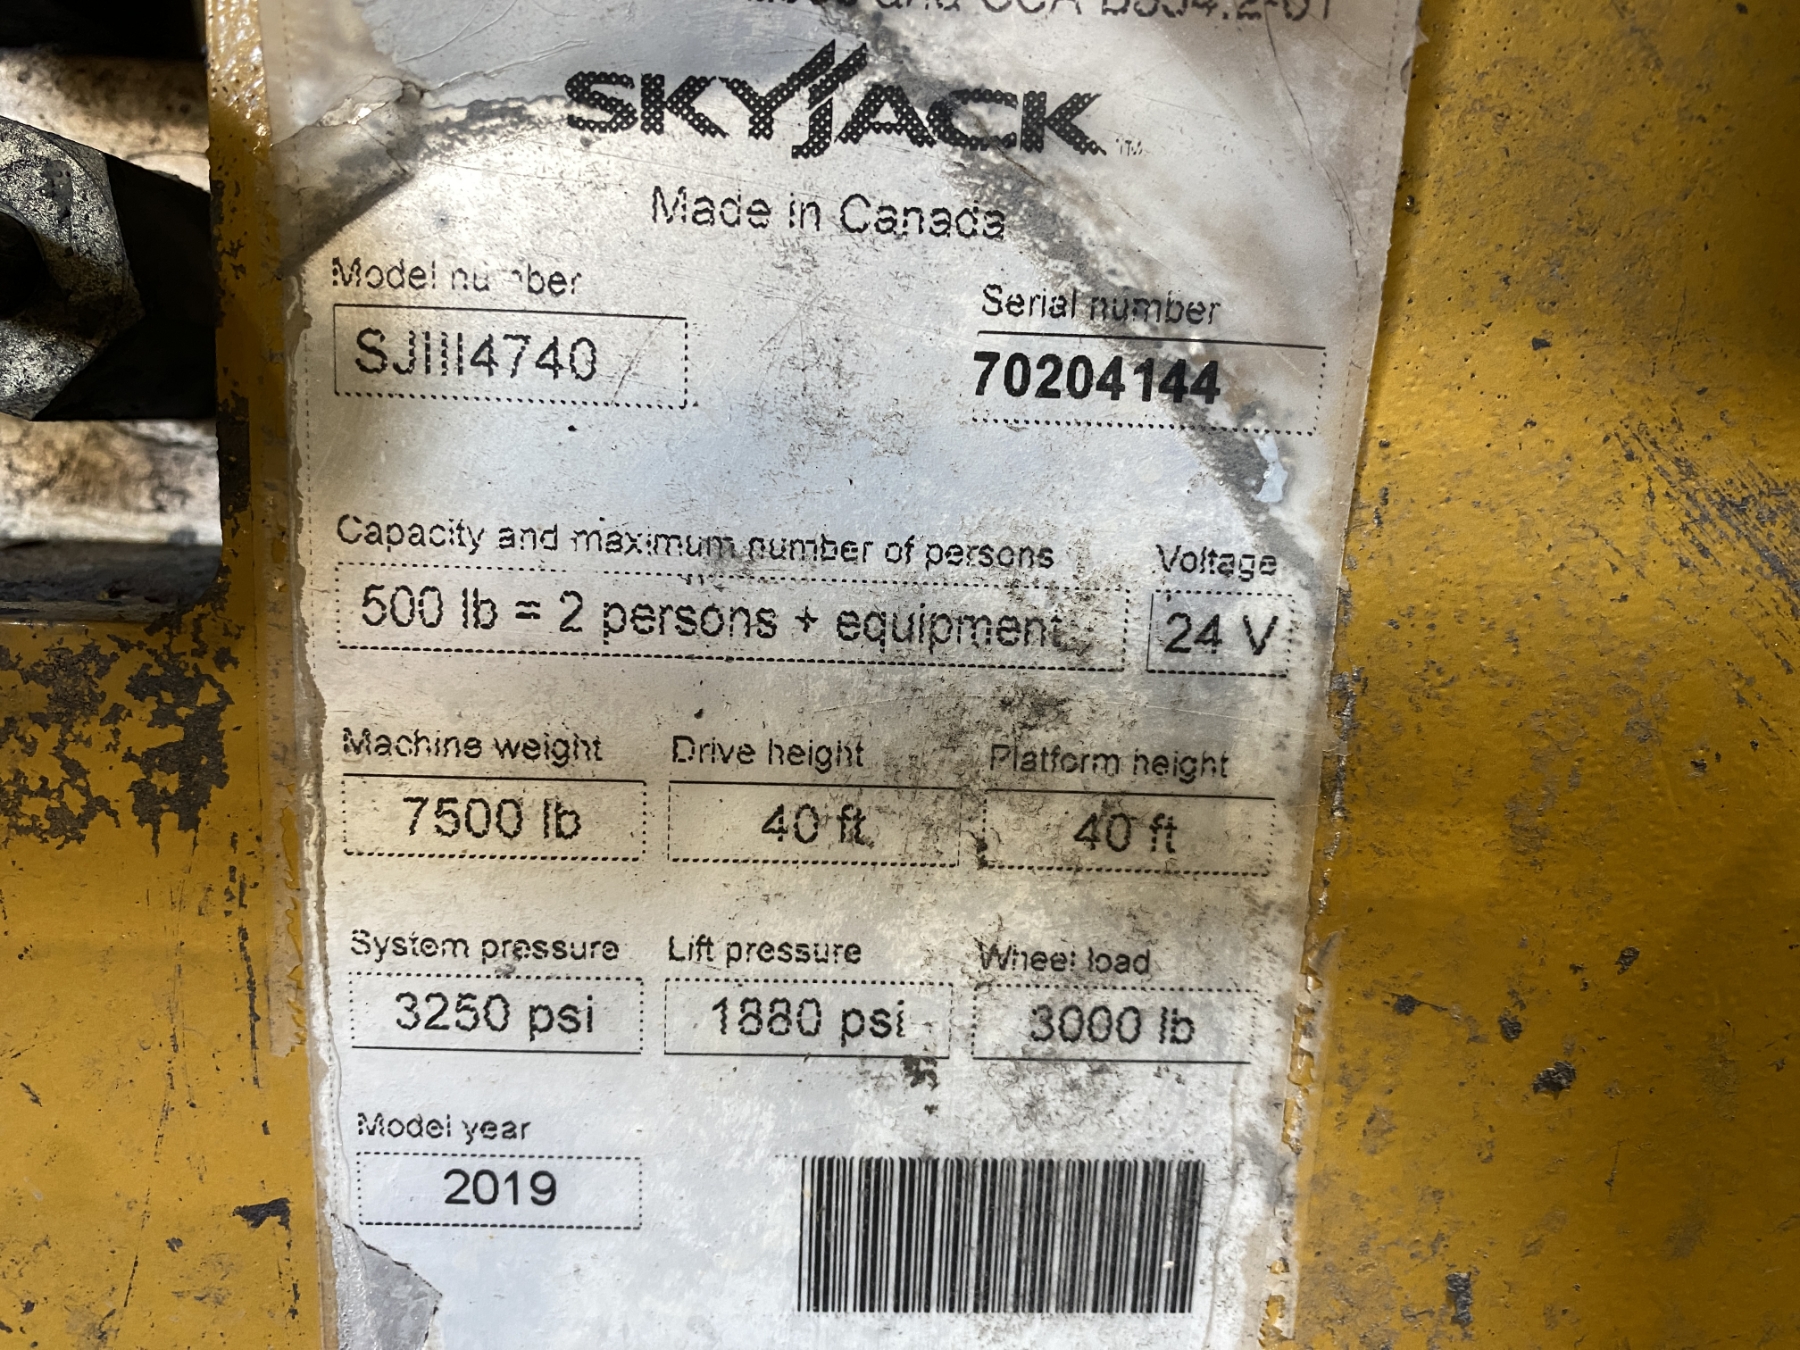 and
SKYJACK™
Made in Canada
Model number
SJIII4740
Serial number
70204144
Capacity and maximum number of persons
500 lb = 2 persons + equipment
Voltage
24 V
Machine weight
7500 lb
Drive height
40 ft
Platform height
40 ft
System pressure
3250 psi
Lift pressure
1880 psi
Wheel load
3000 lb
Model year
2019